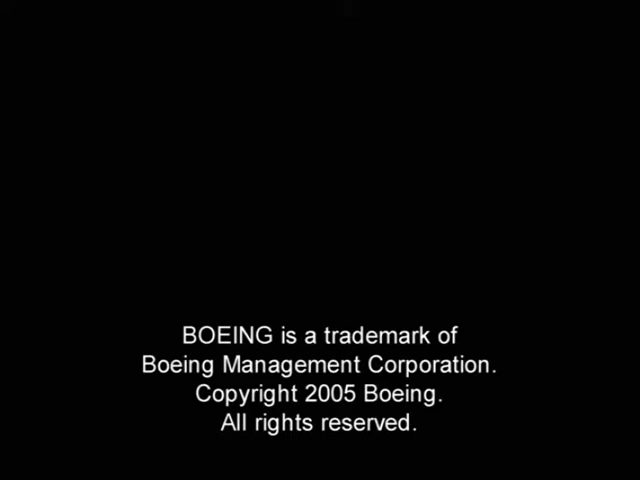 BOEING is a trademark of
Boeing Management Corporation.
Copyright 2005 Boeing.
All rights reserved.